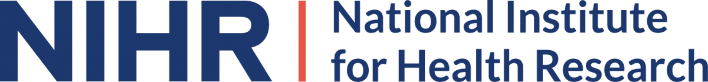 NIHR
National Institute
for Health Research